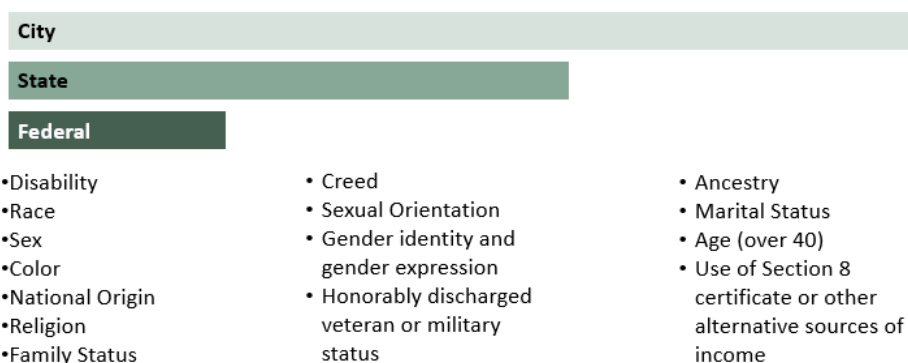 City
State
Federal
•Disability
•Race
•Sex
•Color
•National Origin
•Religion
•Family Status
• Creed
• Sexual Orientation
• Gender identity and
gender expression
• Honorably discharged
veteran or military
status
• Ancestry
• Marital Status
• Age (over 40)
• Use of Section 8
certificate or other
alternative sources of
income